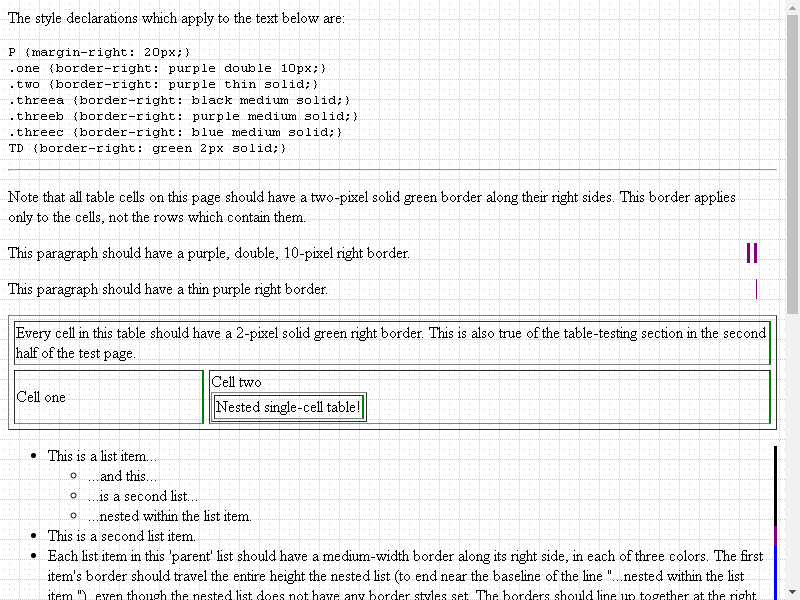 The style declarations which apply to the text below are:
P {margin-right: 20px;}
.one {border-right: purple double 10px;}
.two {border-right: purple thin solid;}
.threea {border-right: black medium solid;}
.threeb {border-right: purple medium solid;}
.threec {border-right: blue medium solid;}
TD {border-right: green 2px solid;}
Note that all table cells on this page should have a two-pixel solid green border along their right sides. This border applies
only to the cells, not the rows which contain them.
This paragraph should have a purple, double, 10-pixel right border.
This paragraph should have a thin purple right border.
Every cell in this table should have a 2-pixel solid green right border. This is also true of the table-testing section in the second
half of the test page.
Cell one
Cell two
Nested single-cell table!
This is a list item...
...and this...
...is a second list...
...nested within the list item.
This is a second list item.
Each list item in this 'parent' list should have a medium-width border along its right side, in each of three colors. The first
item's border should travel the entire height the nested list (to end near the baseline of the line "...nested within the list
item."), even though the nested list does not have any border styles set. The borders should line up together at the right